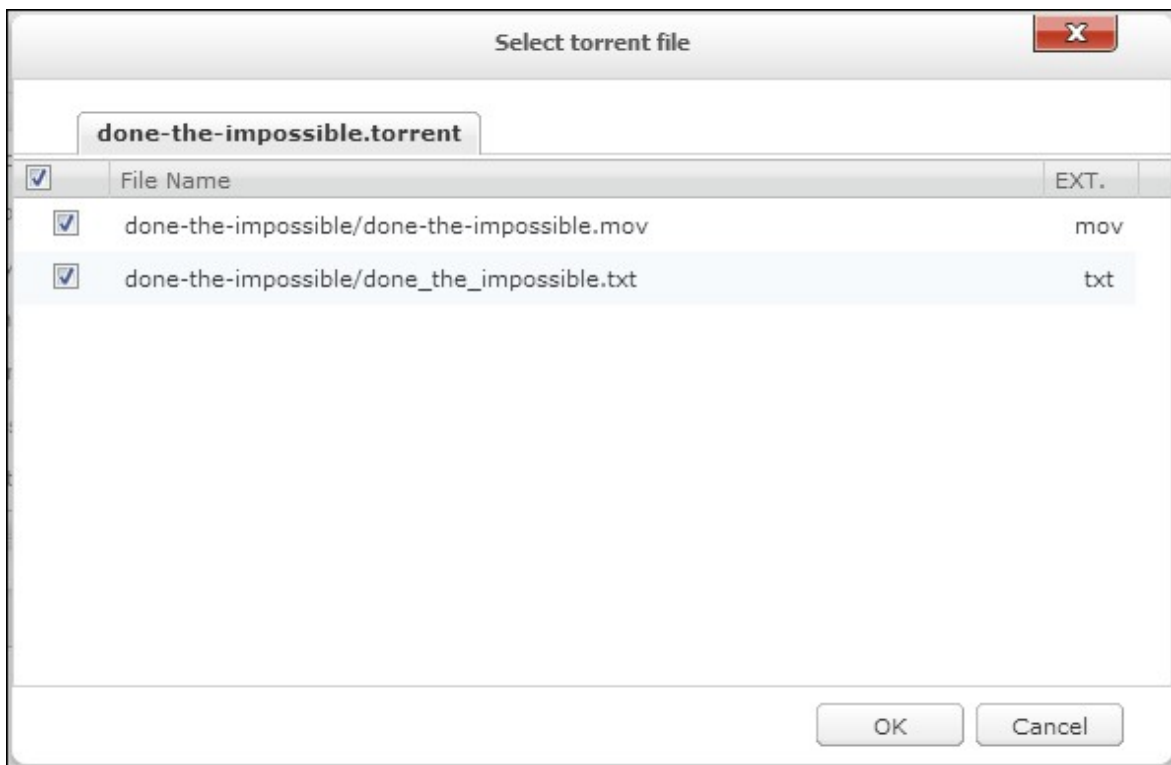 Select torrent file
x
done-the-impossible.torrent
File Name EXT.
done-the-impossible/done-the-impossible.mov mov
done-the-impossible/done_the_impossible.txt txt
OK Cancel